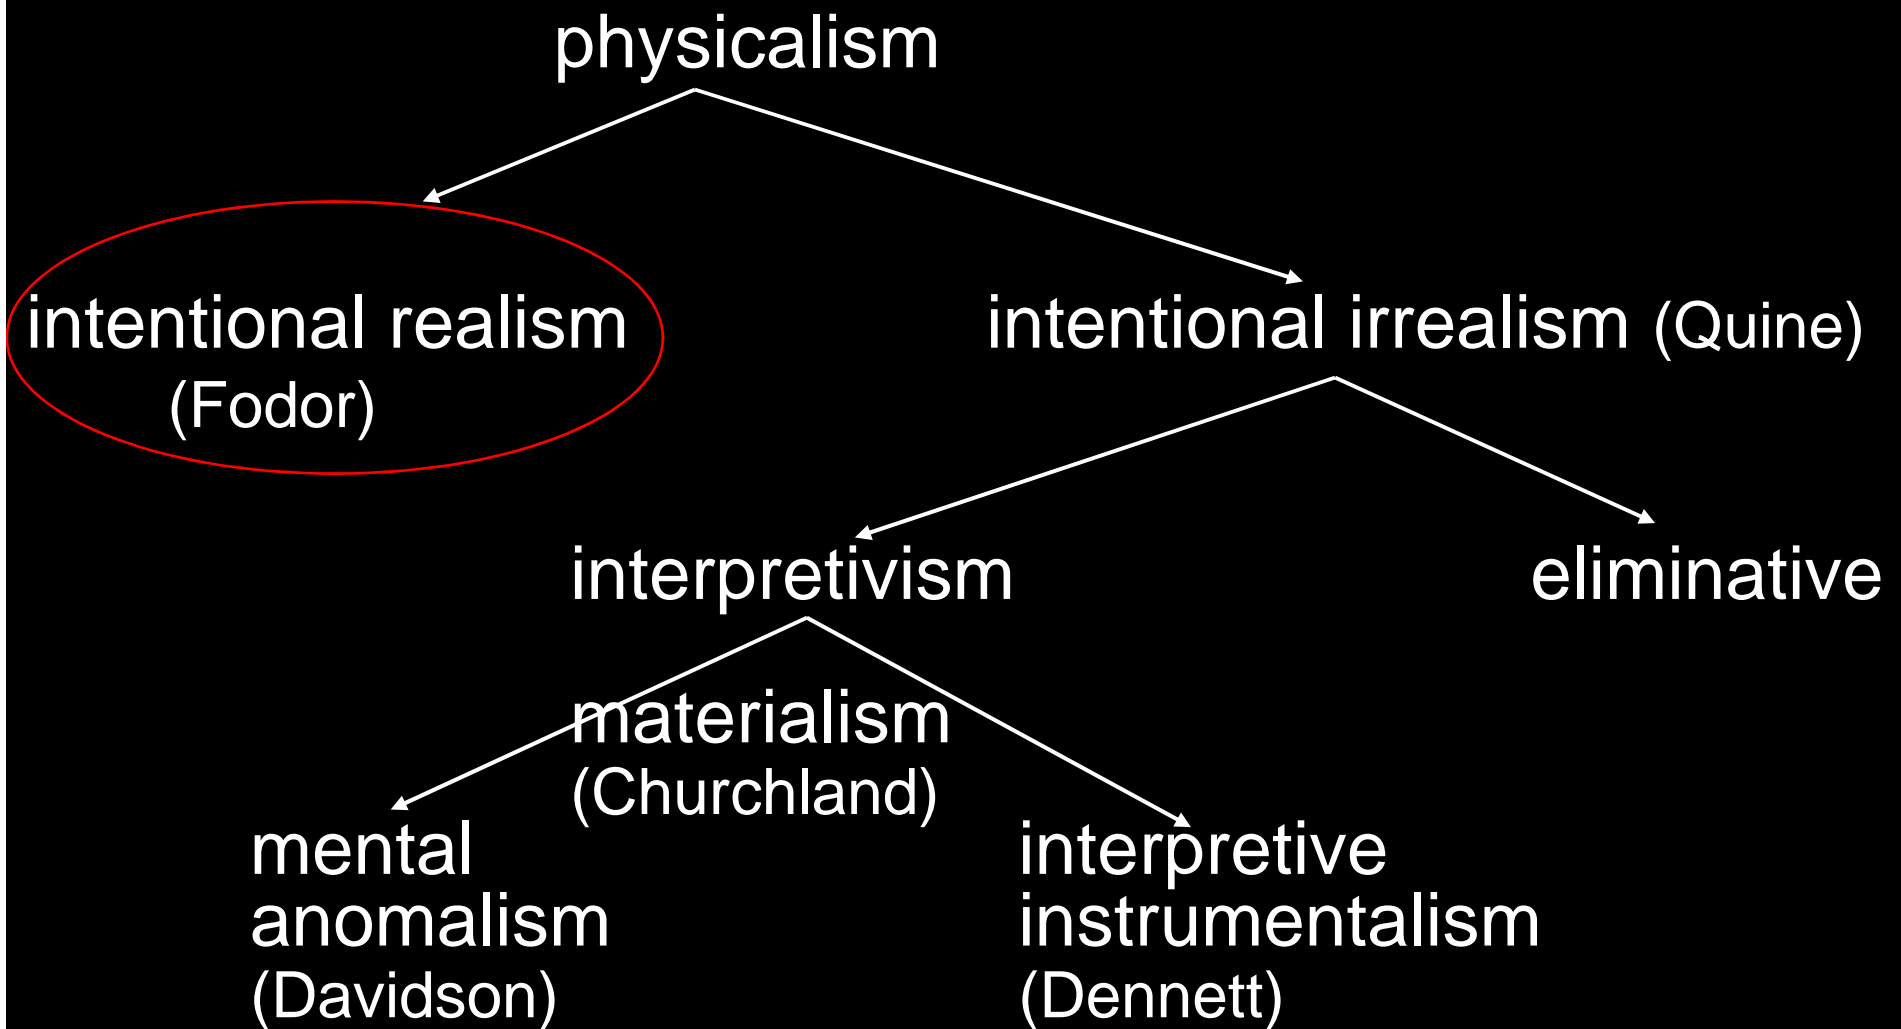 physicalism
intentional realism
(Fodor)
intentional irrealism (Quine)
interpretivism
eliminative
materialism
(Churchland)
mental
anomalism
(Davidson)
interpretive
instrumentalism
(Dennett)